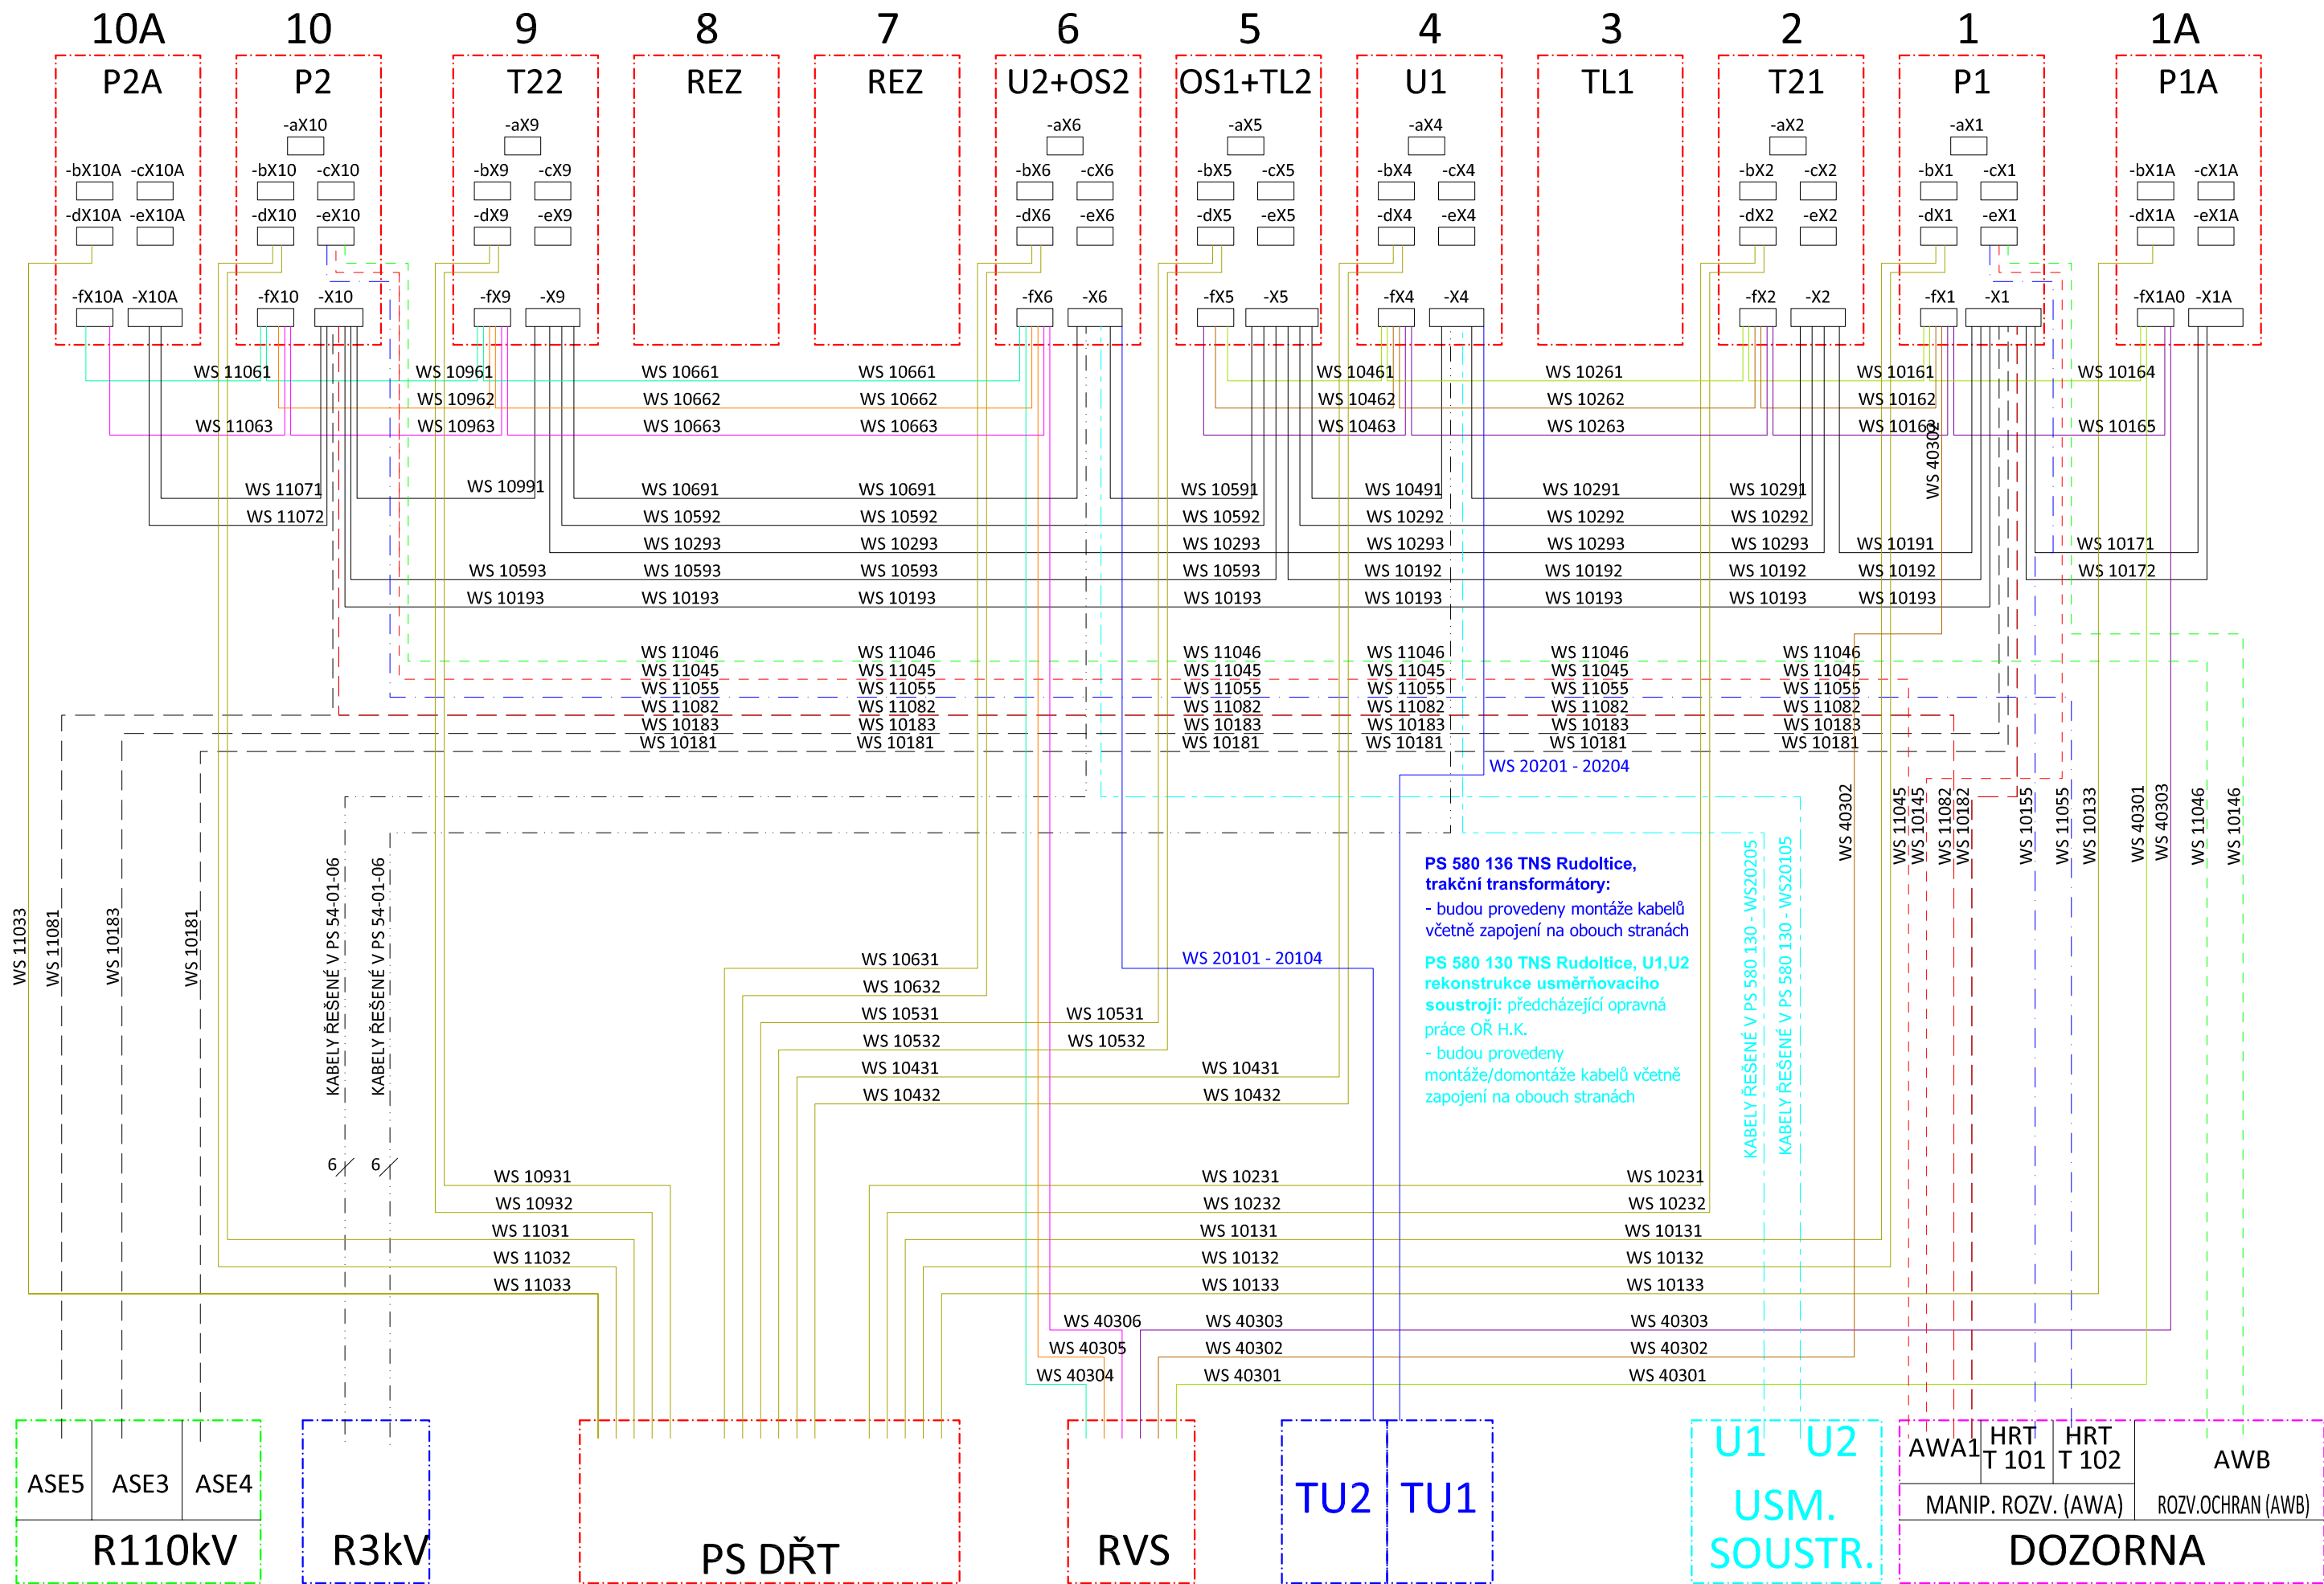 10A 10 9 8 7 6 5 4 3 2 1 1A
P2A P2 T22 REZ REZ U2+OS2 OS1+TL2 U1 TL1 T21 P1 P1A
-aX10 -aX9 -aX6 -aX5 -aX4 -aX2 -aX1
-bX10A -cX10A -bX10 -cX10 -bX9 -cX9 -bX6 -cX6 -bX5 -cX5 -bX4 -cX4 -bX2 -cX2 -bX1 -cX1 -bX1A -cX1A
-dX10A -eX10A -dX10 -eX10 -dX9 -eX9 -dX6 -eX6 -dX5 -eX5 -dX4 -eX4 -dX2 -eX2 -dX1 -eX1 -dX1A -eX1A
-fX10A -X10A -fX10 -X10 -fX9 -X9 -fX6 -X6 -fX5 -X5 -fX4 -X4 -fX2 -X2 -fX1 -X1 -fX1A0 -X1A
WS 11061 WS 10961 WS 10661 WS 10661 WS 10461 WS 10261 WS 10161 WS 10164
WS 10962 WS 10662 WS 10662 WS 10462 WS 10262 WS 10162
WS 11063 WS 10963 WS 10663 WS 10663 WS 10463 WS 10263 WS 10163 WS 10165
WS 40302
WS 11071 WS 10991 WS 10691 WS 10691 WS 10591 WS 10491 WS 10291 WS 10291
WS 11072 WS 10592 WS 10592 WS 10592 WS 10292 WS 10292 WS 10292
WS 10293 WS 10293 WS 10293 WS 10293 WS 10293 WS 10293 WS 10191 WS 10171
WS 10593 WS 10593 WS 10593 WS 10593 WS 10192 WS 10192 WS 10192 WS 10192 WS 10172
WS 10193 WS 10193 WS 10193 WS 10193 WS 10193 WS 10193 WS 10193 WS 10193
WS 11046 WS 11046 WS 11046 WS 11046 WS 11046 WS 11046
WS 11045 WS 11045 WS 11045 WS 11045 WS 11045 WS 11045
WS 11055 WS 11055 WS 11055 WS 11055 WS 11055 WS 11055
WS 11082 WS 11082 WS 11082 WS 11082 WS 11082 WS 11082
WS 10183 WS 10183 WS 10183 WS 10183 WS 10183 WS 10183
WS 10181 WS 10181 WS 10181 WS 10181 WS 10181 WS 10181
WS 20201 - 20204
WS 11033
WS 11081
WS 10183
WS 10181
KABELY ŘEŠENÉ V PS 54-01-06
KABELY ŘEŠENÉ V PS 54-01-06
6 6
PS 580 136 TNS Rudoltice,
trakční transformátory:
- budou provedeny montáže kabelů
včetně zapojení na obouch stranách
PS 580 130 TNS Rudoltice, U1,U2
rekonstrukce usměrňovacího
soustrojí: předcházející opravná
práce OŘ H.K.
- budou provedeny
montáže/domontáže kabelů včetně
zapojení na obouch stranách
KABELY ŘEŠENÉ V PS 580 130 - WS20205
KABELY ŘEŠENÉ V PS 580 130 - WS20105
WS 40302
WS 11045
WS 10145
WS 11082
WS 10182
WS 10155
WS 11055
WS 10133
WS 40301
WS 40303
WS 11046
WS 10146
WS 10631 WS 20101 - 20104
WS 10632
WS 10531 WS 10531
WS 10532 WS 10532
WS 10431 WS 10431
WS 10432 WS 10432
WS 10931 WS 10231 WS 10231
WS 10932 WS 10232 WS 10232
WS 11031 WS 10131 WS 10131
WS 11032 WS 10132 WS 10132
WS 11033 WS 10133 WS 10133
WS 40306 WS 40303 WS 40303
WS 40305 WS 40302 WS 40302
WS 40304 WS 40301 WS 40301
ASE5 ASE3 ASE4
R110kV
R3kV
PS DŘT
RVS
TU2 TU1
U1 U2
USM.
SOUSTR.
AWA1
HRT
T 101
HRT
T 102
AWB
MANIP. ROZV. (AWA) ROZV.OCHRAN (AWB)
DOZORNA